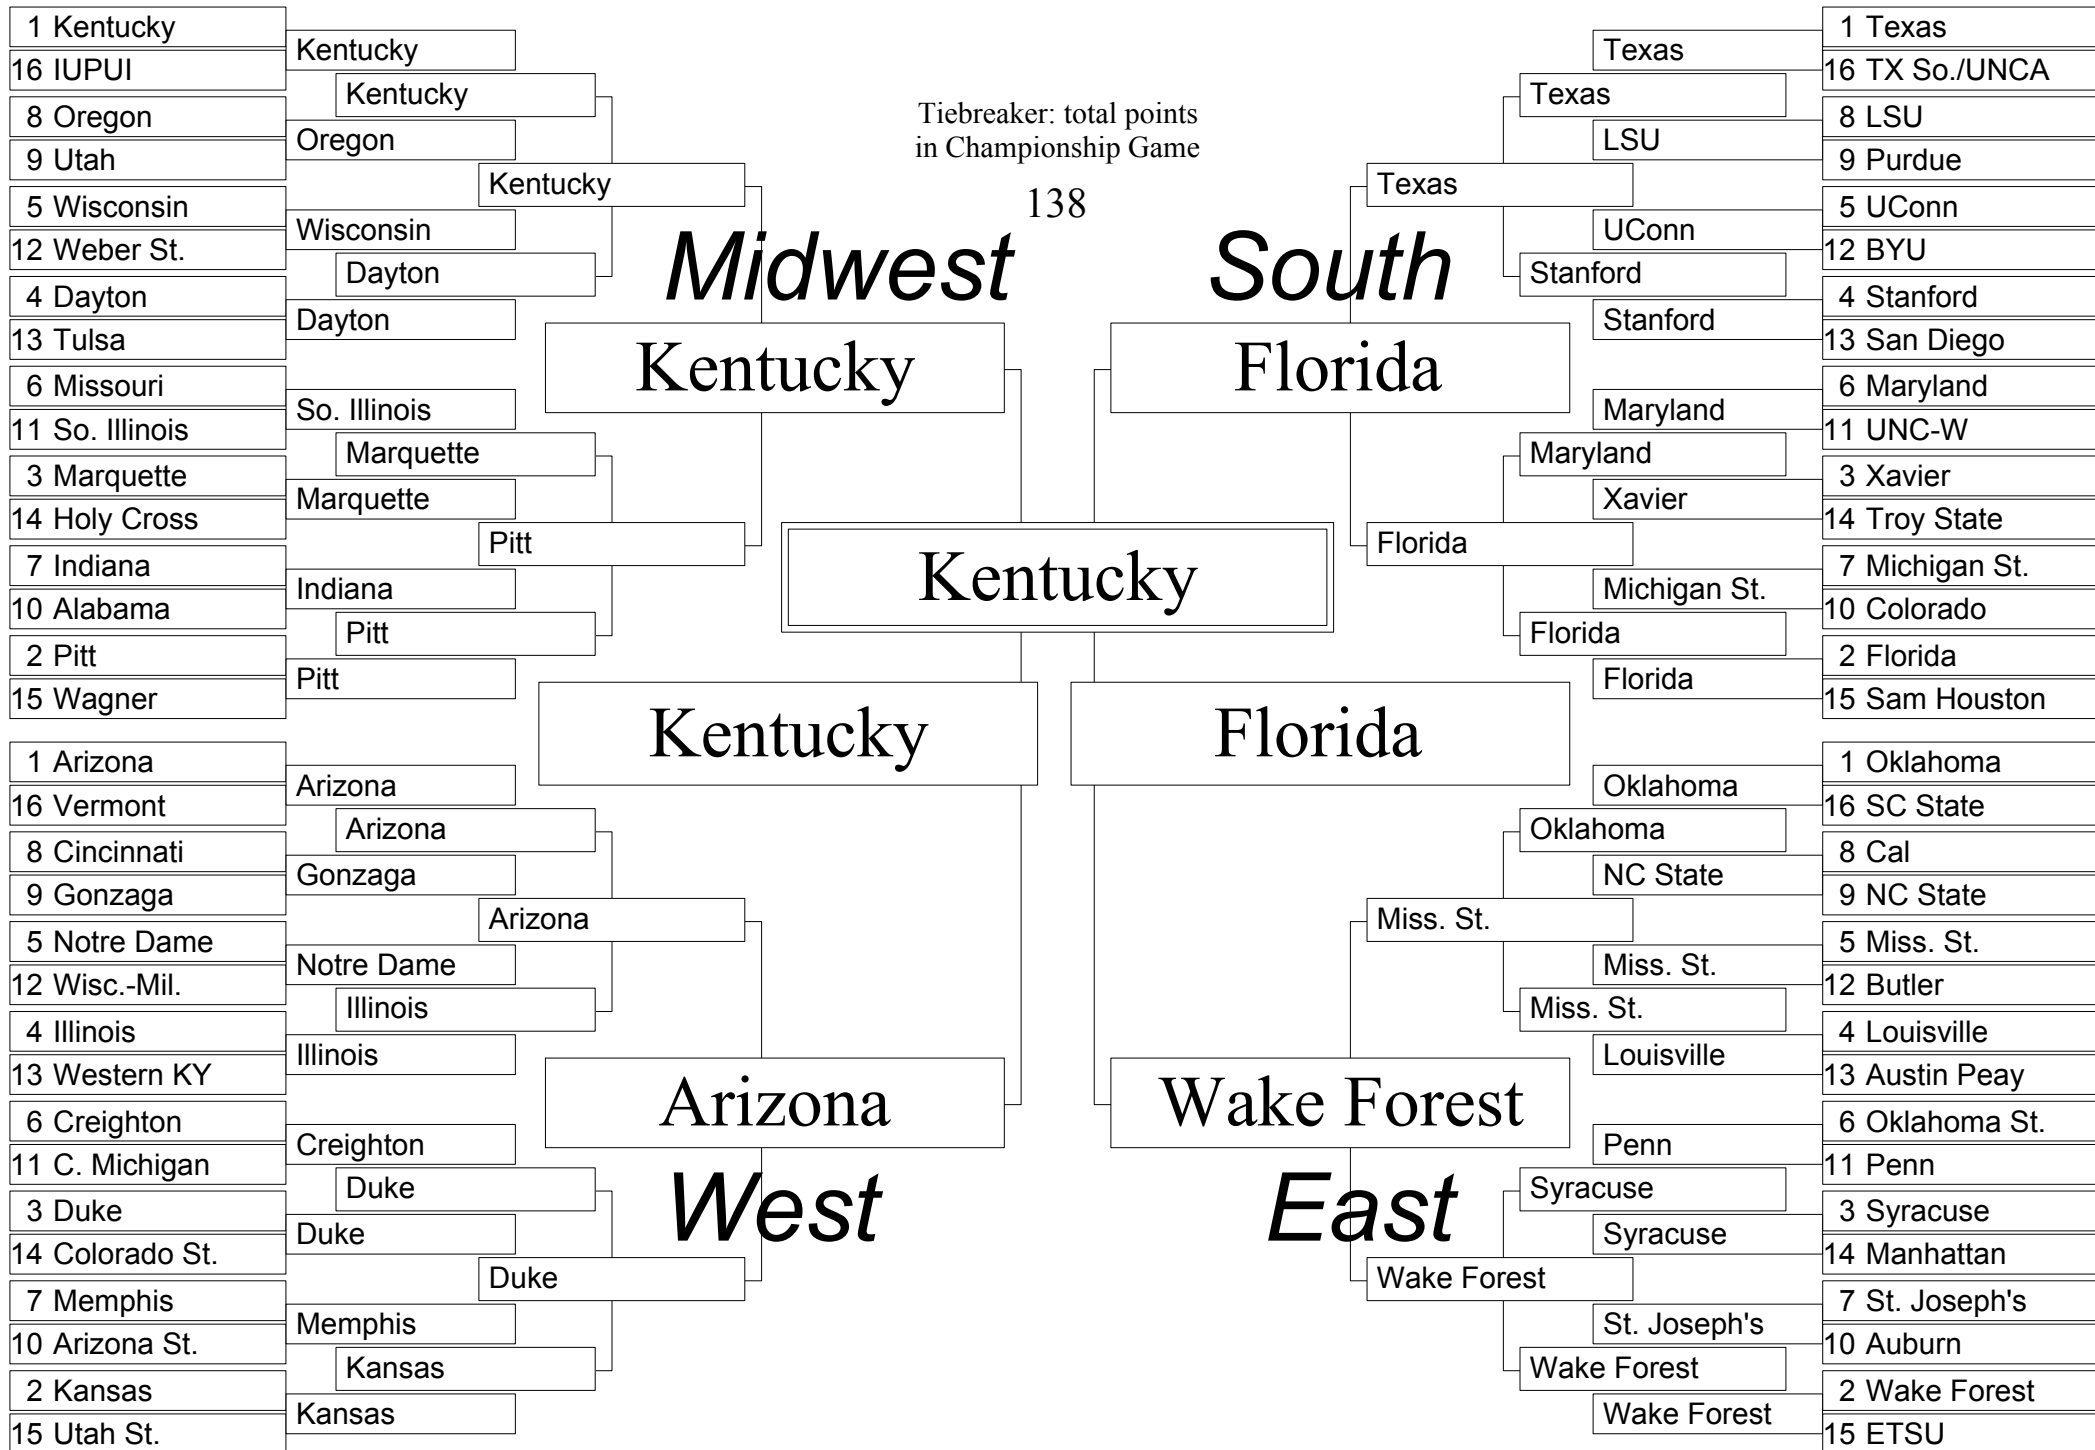 1 Kentucky
16 IUPUI
8 Oregon
9 Utah
5 Wisconsin
12 Weber St.
4 Dayton
13 Tulsa
6 Missouri
11 So. Illinois
3 Marquette
14 Holy Cross
7 Indiana
10 Alabama
2 Pitt
15 Wagner
Kentucky
Oregon
Wisconsin
Dayton
So. Illinois
Marquette
Indiana
Pitt
Kentucky
Dayton
Marquette
Pitt
Kentucky
Pitt
Midwest
Kentucky
1 Arizona
16 Vermont
8 Cincinnati
9 Gonzaga
5 Notre Dame
12 Wisc.-Mil.
4 Illinois
13 Western KY
6 Creighton
11 C. Michigan
3 Duke
14 Colorado St.
7 Memphis
10 Arizona St.
2 Kansas
15 Utah St.
Arizona
Gonzaga
Notre Dame
Illinois
Creighton
Duke
Memphis
Kansas
Arizona
Illinois
Duke
Kansas
Arizona
Duke
Arizona
West
Tiebreaker: total points
in Championship Game
138
Kentucky
Kentucky
Florida
South
Florida
Texas
Florida
Texas
Stanford
Maryland
Florida
Texas
LSU
UConn
Stanford
Maryland
Xavier
Michigan St.
Florida
1 Texas
16 TX So./UNCA
8 LSU
9 Purdue
5 UConn
12 BYU
4 Stanford
13 San Diego
6 Maryland
11 UNC-W
3 Xavier
14 Troy State
7 Michigan St.
10 Colorado
2 Florida
15 Sam Houston
Wake Forest
East
Miss. St.
Wake Forest
Oklahoma
Miss. St.
Syracuse
Wake Forest
Oklahoma
NC State
Miss. St.
Louisville
Penn
Syracuse
St. Joseph's
Wake Forest
1 Oklahoma
16 SC State
8 Cal
9 NC State
5 Miss. St.
12 Butler
4 Louisville
13 Austin Peay
6 Oklahoma St.
11 Penn
3 Syracuse
14 Manhattan
7 St. Joseph's
10 Auburn
2 Wake Forest
15 ETSU